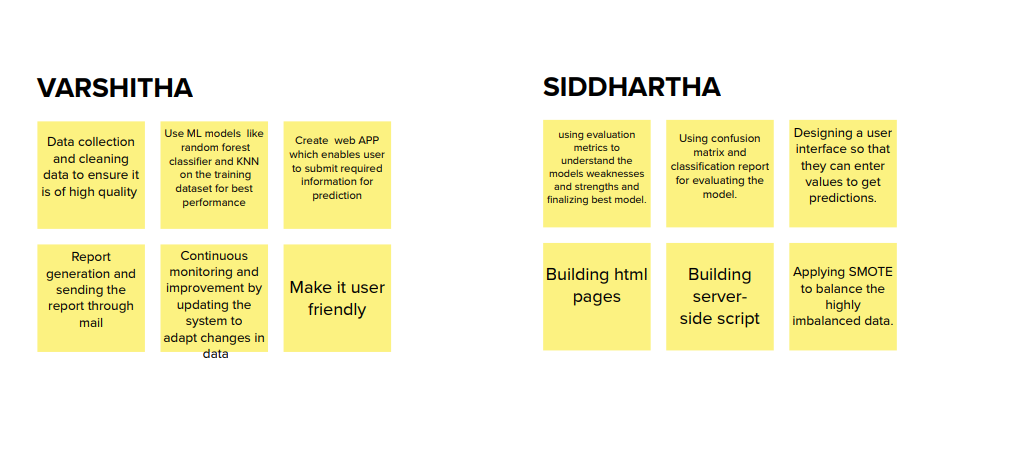 VARSHITHA
Data collection
and cleaning
data to ensure it
is of high quality
Use ML models like
random forest
classifier and KNN
on the training
dataset for best
performance
Create web APP
which enables user
to submit required
information for
prediction
Report
generation and
sending the
report through
mail
Continuous
monitoring and
improvement by
updating the
system to
adapt changes in
data
Make it user
friendly
SIDDHARTHA
using evaluation
metrics to
understand the
models weaknesses
and strengths and
finalizing best model.
Using confusion
matrix and
classification report
for evaluating the
model.
Designing a user
interface so that
they can enter
values to get
predictions.
Building html
pages
Building
server-
side script
Applying SMOTE
to balance the
highly
imbalanced data.